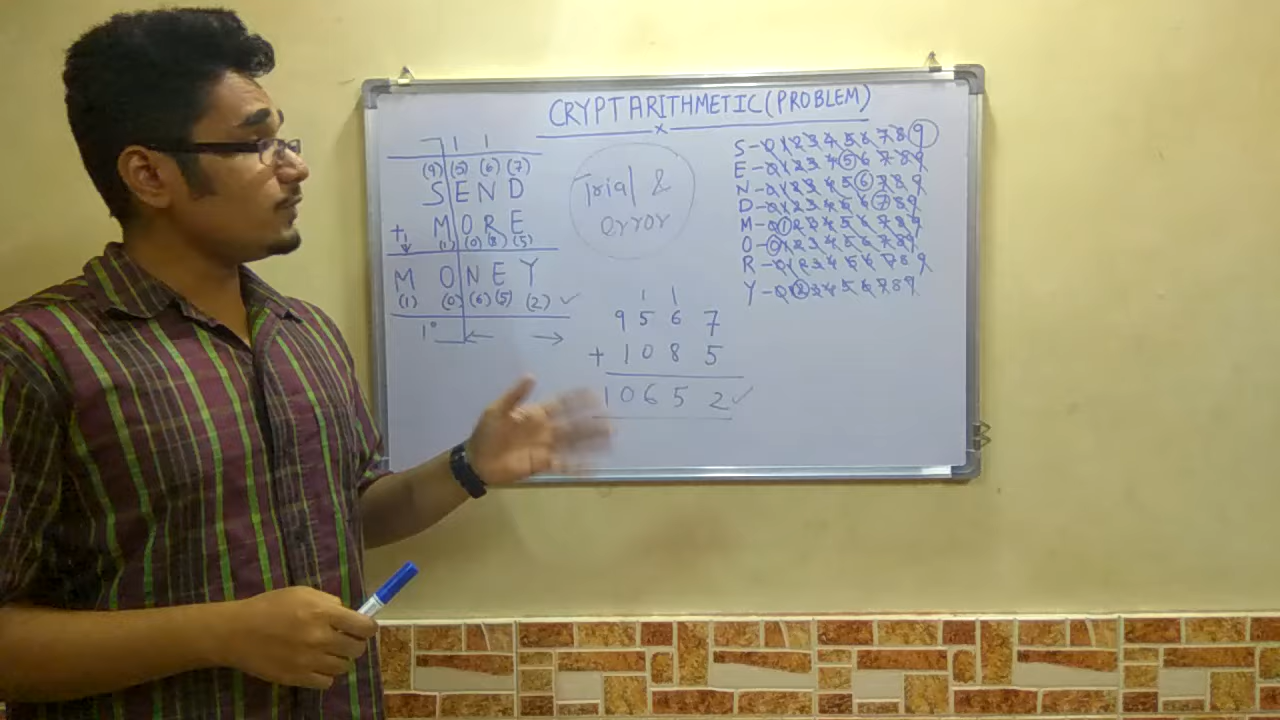 CRYPTARITHMETIC (PROBLEM)
x
1 1
(9) (5) (6) (7)
S E N D
+ M O R E
1 (1) (0) (8) (5)
M O N E Y
(1) (0) (6) (5) (2) ✓
10
Trial &
error
1 1
9 5 6 7
+ 1 0 8 5
1 0 6 5 2 ✓
S - 0 1 2 3 4 5 6 7 8 9
E - 0 1 2 3 4 5 6 7 8 9
N - 0 1 2 3 4 5 6 7 8 9
D - 0 1 2 3 4 5 6 7 8 9
M - 0 1 2 3 4 5 6 7 8 9
O - 0 1 2 3 4 5 6 7 8 9
R - 0 1 2 3 4 5 6 7 8 9
Y - 0 1 2 3 4 5 6 7 8 9